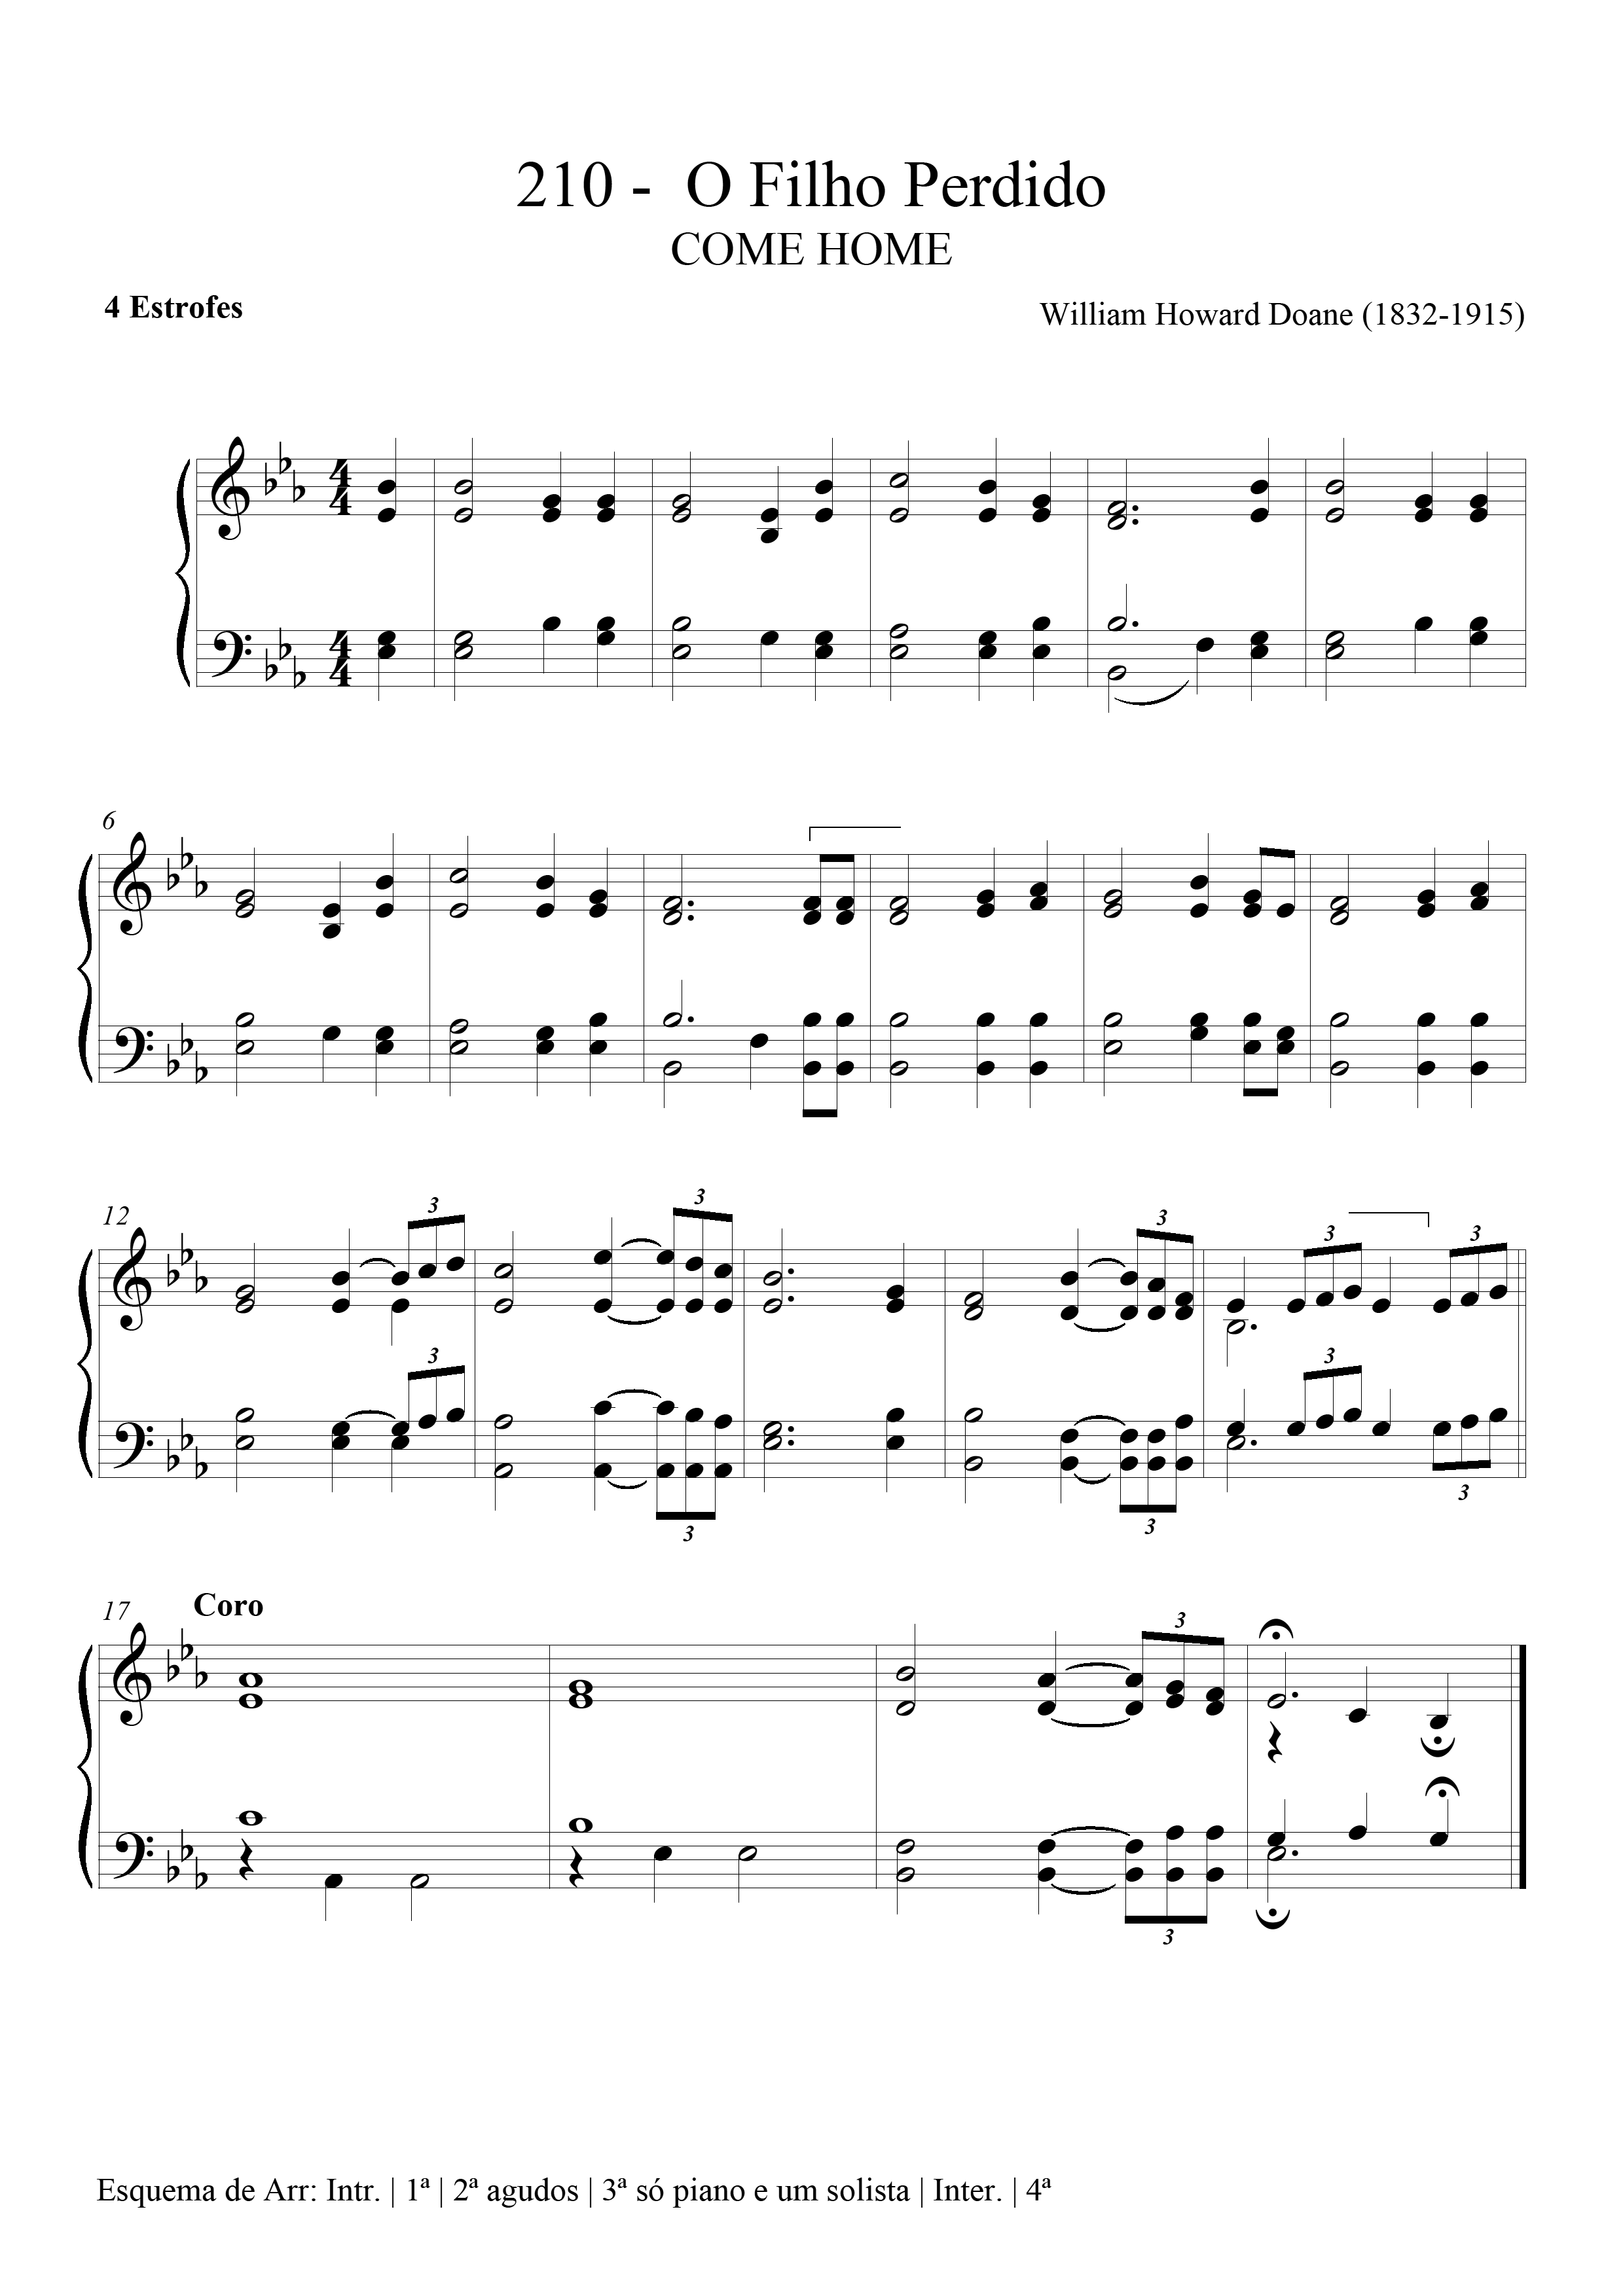 210 - O Filho Perdido
COME HOME
4 Estrofes
William Howard Doane (1832-1915)
4 4
4 4
6
12
3
3
3
3
3
3
3
3
3
3
17
Coro
3
3
Esquema de Arr: Intr. | 1ª | 2ª agudos | 3ª só piano e um solista | Inter. | 4ª